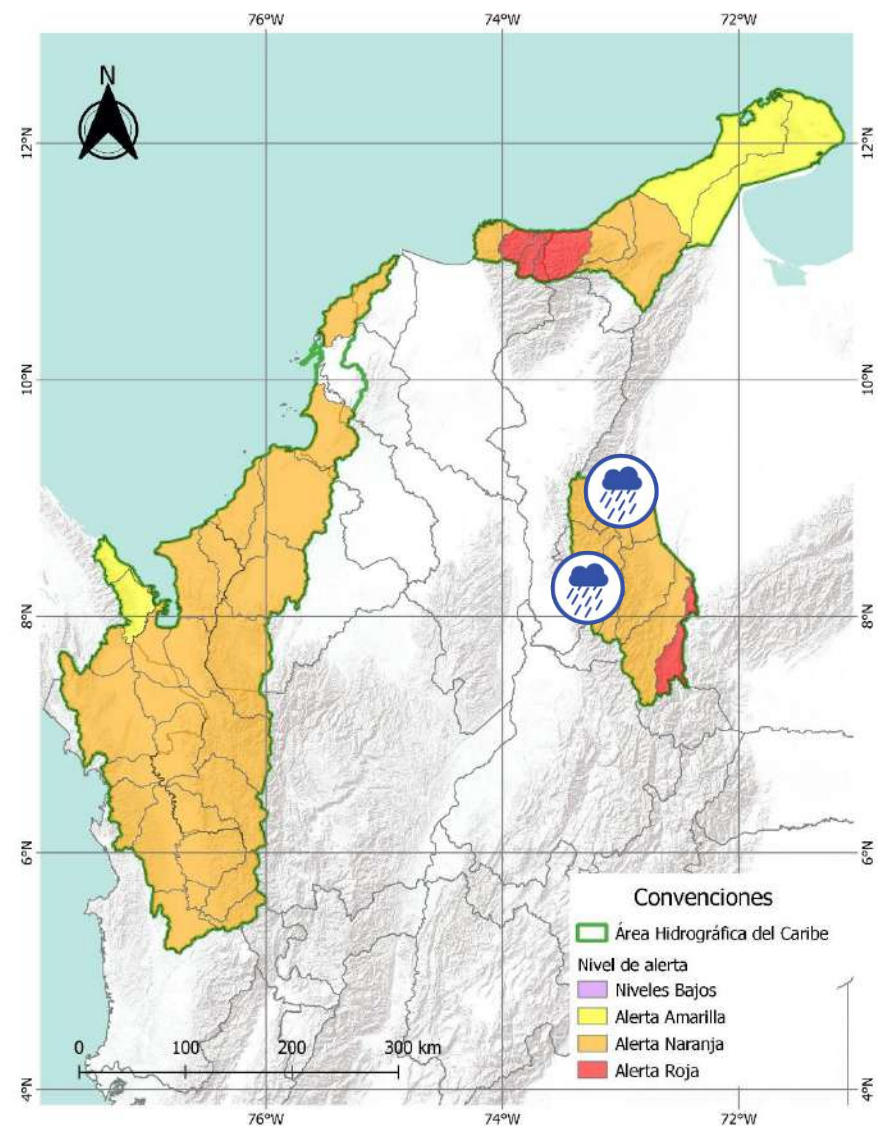 76°W 74°W 72°W
N
12°N 12°N
10°N 10°N
8°N 8°N
6°N 6°N
4°N 4°N
Convenciones
Área Hidrográfica del Caribe
Nivel de alerta
Niveles Bajos
Alerta Amarilla
Alerta Naranja
Alerta Roja
0 100 200 300 km
76°W 74°W 72°W